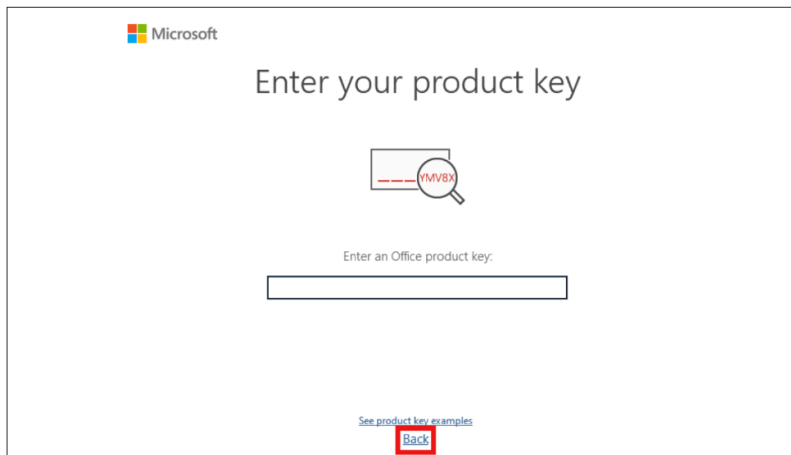 Microsoft
Enter your product key
_ _ _ YMV8X
Enter an Office product key:
See product key examples
Back